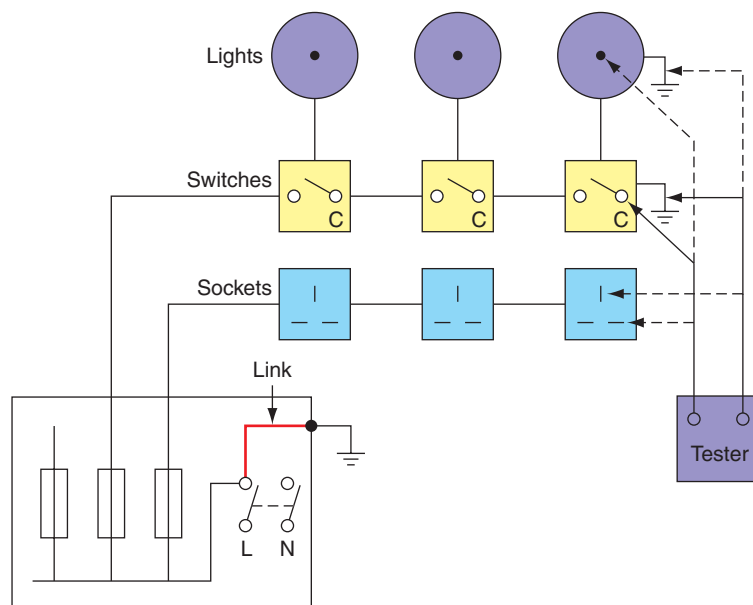 Lights
Switches
C
C
C
Sockets
Link
Tester
L N